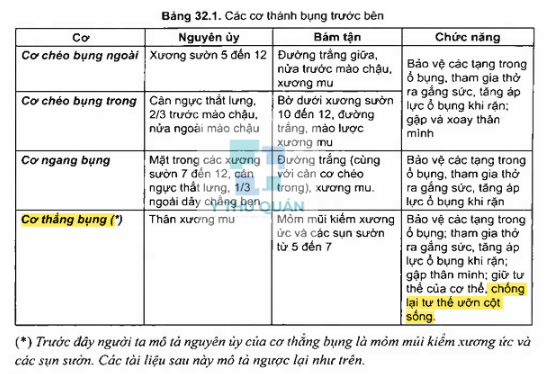 Bảng 32.1. Các cơ thành bụng trước bên
Cơ
Nguyên ủy
Bám tận
Chức năng
Cơ chéo bụng ngoài
Xương sườn 5 đến 12
Đường trắng giữa,
nửa trước mào chậu,
xương mu
Bảo vệ các tạng trong
ổ bụng, tham gia thở
ra gắng sức, tăng áp
lực ổ bụng khi rặn;
gập và xoay thân
mình
Cơ chéo bụng trong
Cân ngực thắt lưng,
2/3 trước mào chậu,
nửa ngoài mào chậu
Bờ dưới xương sườn
10 đến 12, đường
trắng, mào lược
xương mu
Cơ ngang bụng
Mặt trong các xương
sườn 7 đến 12, cân
ngực thắt lưng, 1/3
ngoài dây chằng bẹn
Đường trắng (cùng
với cân cơ chéo
trong), xương mu.
Bảo vệ các tạng trong
ổ bụng, tham gia thở
ra gắng sức, tăng áp
lực ổ bụng khi rặn
Cơ thẳng bụng (*)
Thân xương mu
Mỏm mũi kiếm xương
ức và các sụn sườn
từ 5 đến 7
Bảo vệ các tạng trong
ổ bụng; tham gia thở
ra gắng sức, tăng áp
lực ổ bụng khi rặn;
gập thân mình; giữ tư
thế của cơ thể, chống
lại tư thế ưỡn cột
sống.
Y THƯ QUÁN
(*) Trước đây người ta mô tả nguyên ủy của cơ thẳng bụng là mỏm mũi kiếm xương ức và
các sụn sườn. Các tài liệu sau này mô tả ngược lại như trên.